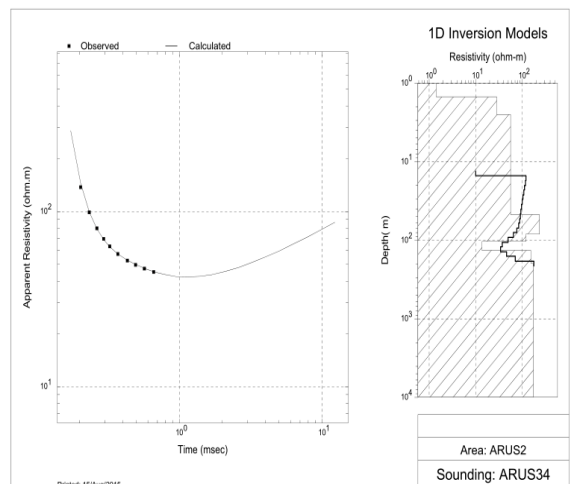 1D Inversion Models
Observed Calculated
Resistivity (ohm-m)
10^0 10^1 10^2
10^0
10^1
10^2
10^3
10^4
Depth( m)
Apparent Resistivity (ohm.m)
10^2
10^1
10^0 10^1
Time (msec)
Area: ARUS2
Sounding: ARUS34